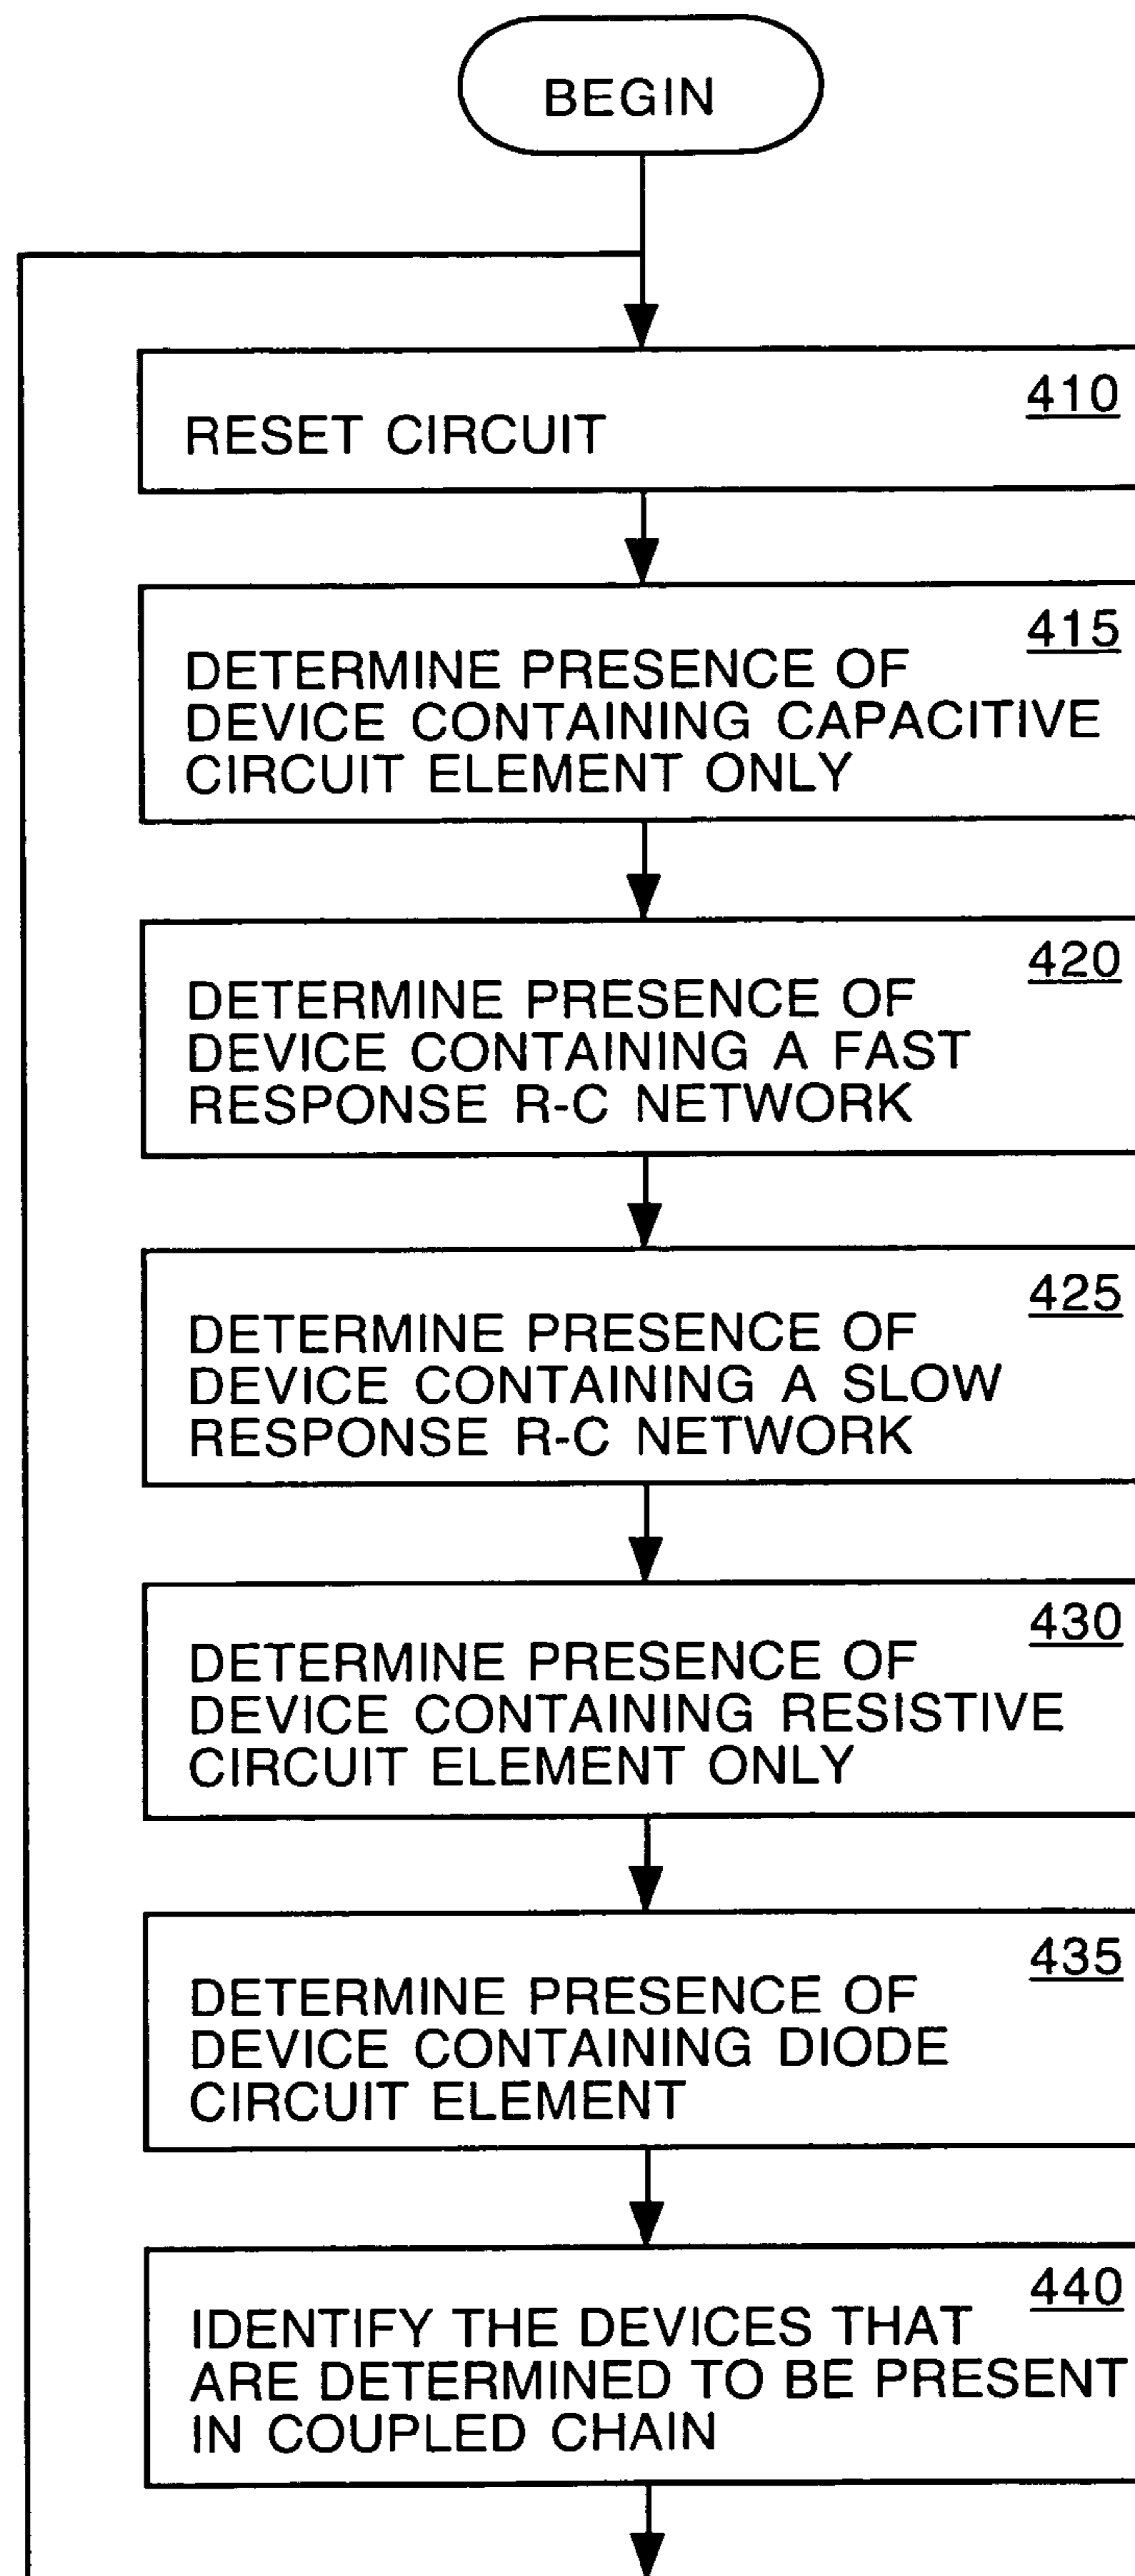 BEGIN
410
RESET CIRCUIT
415
DETERMINE PRESENCE OF
DEVICE CONTAINING CAPACITIVE
CIRCUIT ELEMENT ONLY
420
DETERMINE PRESENCE OF
DEVICE CONTAINING A FAST
RESPONSE R-C NETWORK
425
DETERMINE PRESENCE OF
DEVICE CONTAINING A SLOW
RESPONSE R-C NETWORK
430
DETERMINE PRESENCE OF
DEVICE CONTAINING RESISTIVE
CIRCUIT ELEMENT ONLY
435
DETERMINE PRESENCE OF
DEVICE CONTAINING DIODE
CIRCUIT ELEMENT
440
IDENTIFY THE DEVICES THAT
ARE DETERMINED TO BE PRESENT
IN COUPLED CHAIN